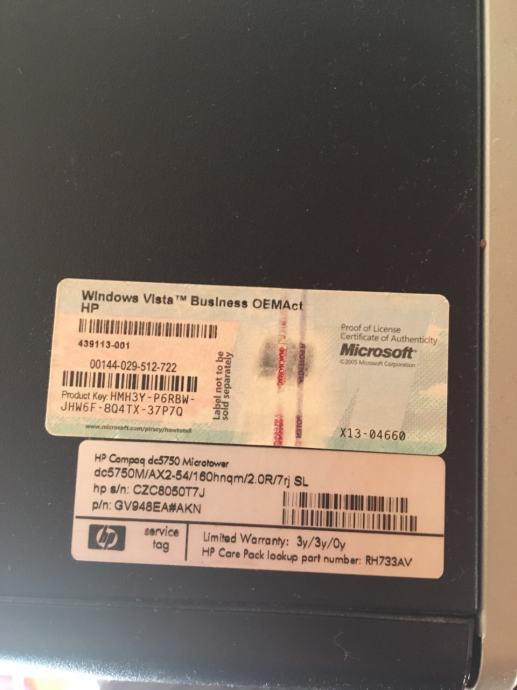 Windows Vista™ Business OEMAct
HP
439113-001
00144-029-512-722
Product Key: HMH3Y-P6RBW-
JHW6F-8Q4TX-37P7Q
www.microsoft.com/piracy/howtotell
Label not to be
sold separately
Proof of License
Certificate of Authenticity
Microsoft®
©2005 Microsoft Corporation
X13-04660
HP Compaq dc5750 Microtower
dc5750M/AX2-54/160hnqm/2.0R/7rj SL
hp s/n: CZC8050T7J
p/n: GV948EA#AKN
hp
service
tag
Limited Warranty: 3y/3y/0y
HP Care Pack lookup part number: RH733AV